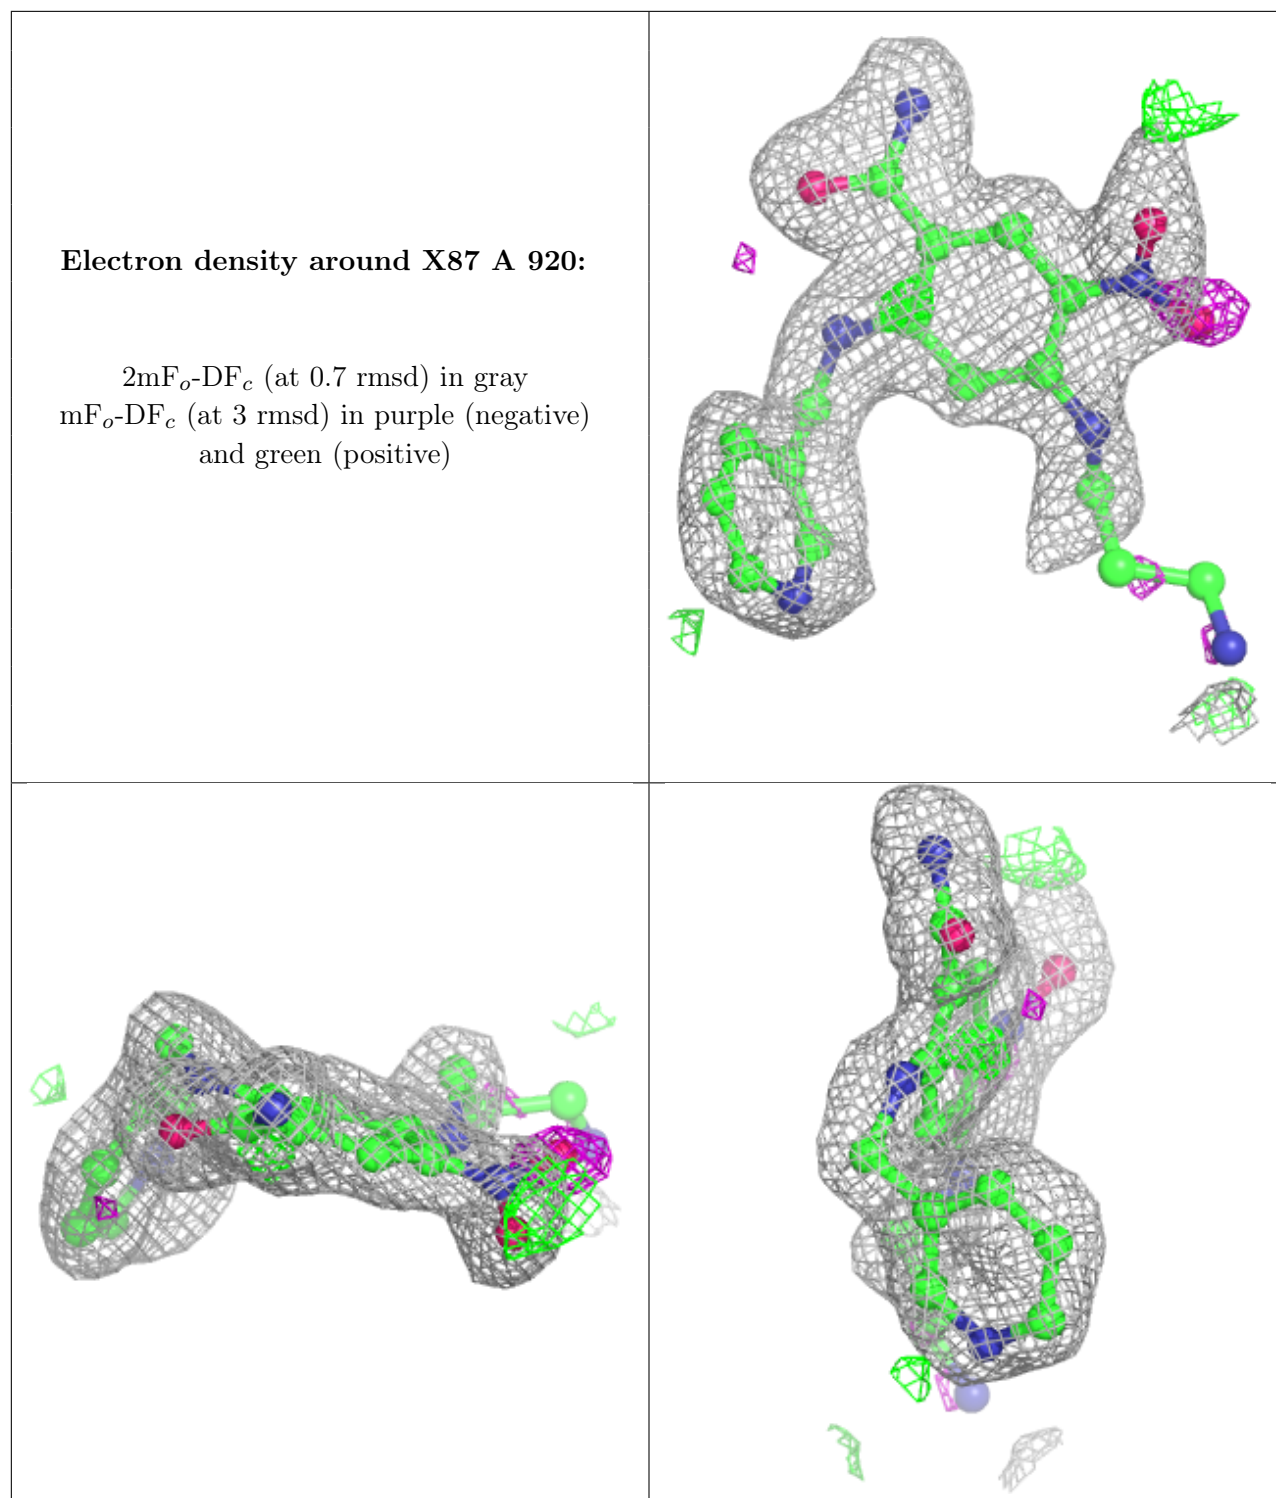 Electron density around X87 A 920:
2mFo-DFc (at 0.7 rmsd) in gray
mFo-DFc (at 3 rmsd) in purple (negative)
and green (positive)